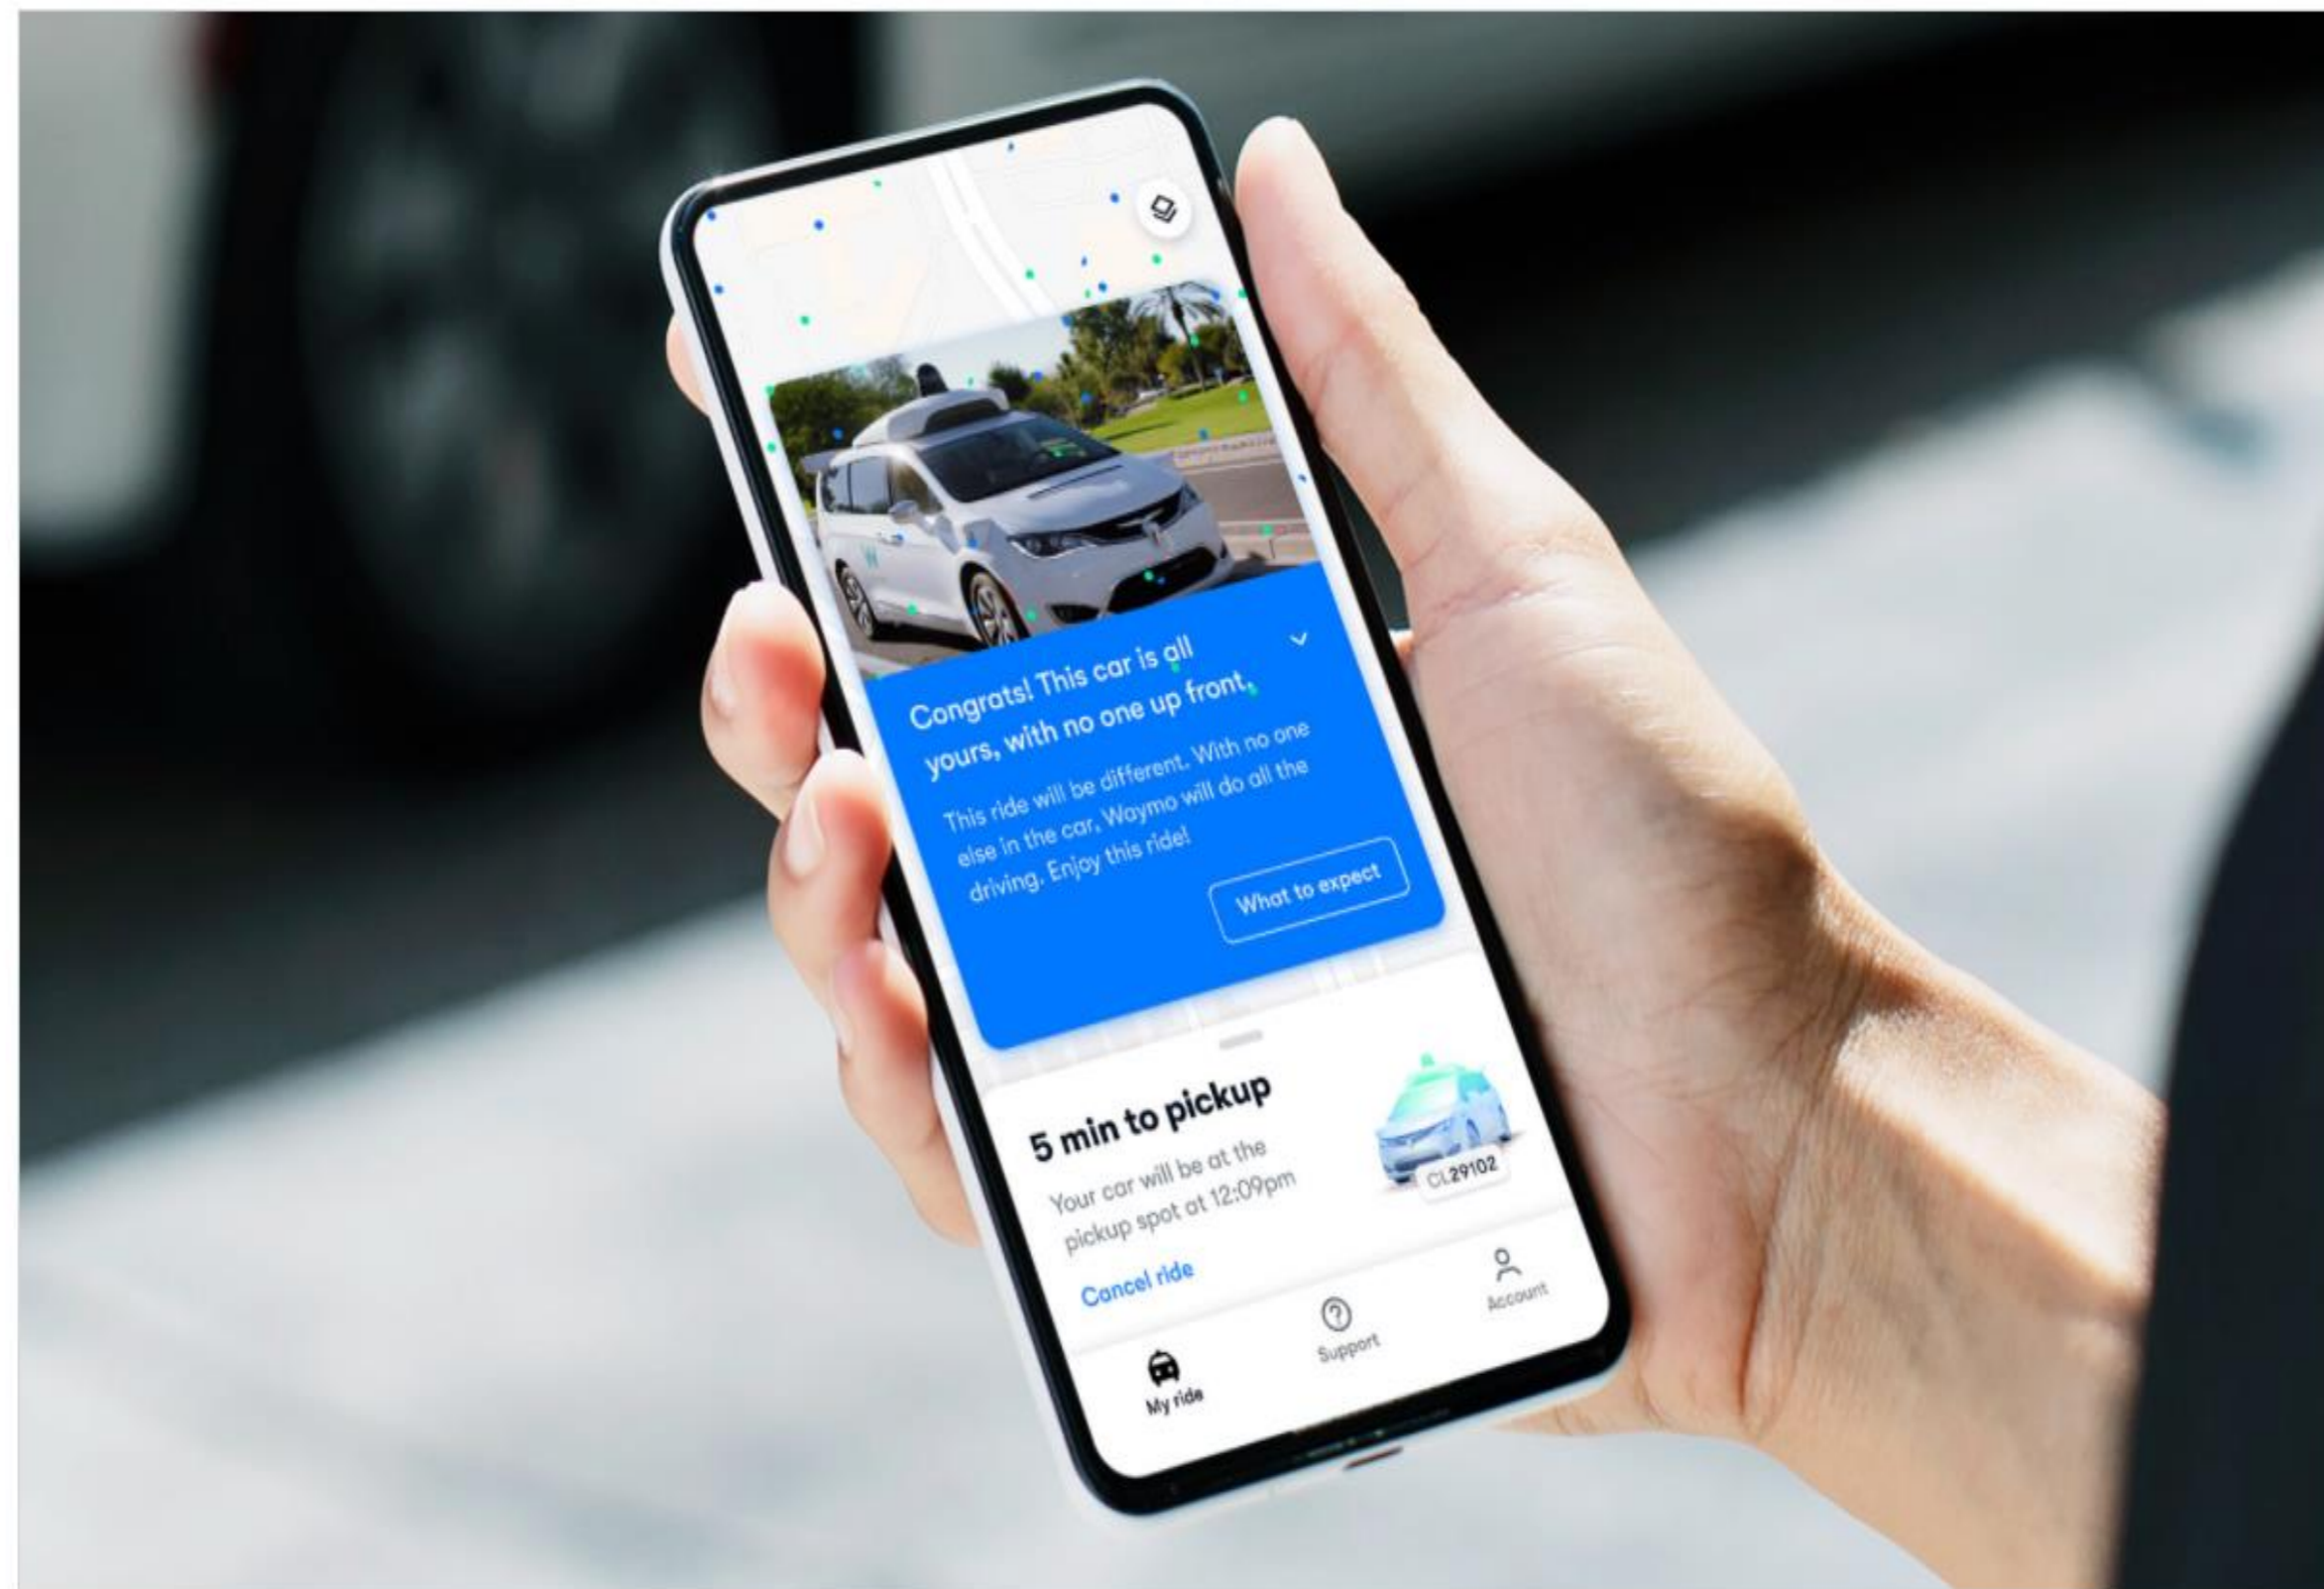 W
Congrats! This car is all
yours, with no one up front.
This ride will be different. With no one
else in the car, Waymo will do all the
driving. Enjoy this ride!
What to expect
5 min to pickup
Your car will be at the
pickup spot at 12:09pm
CL29102
Cancel ride
My ride
Support
Account